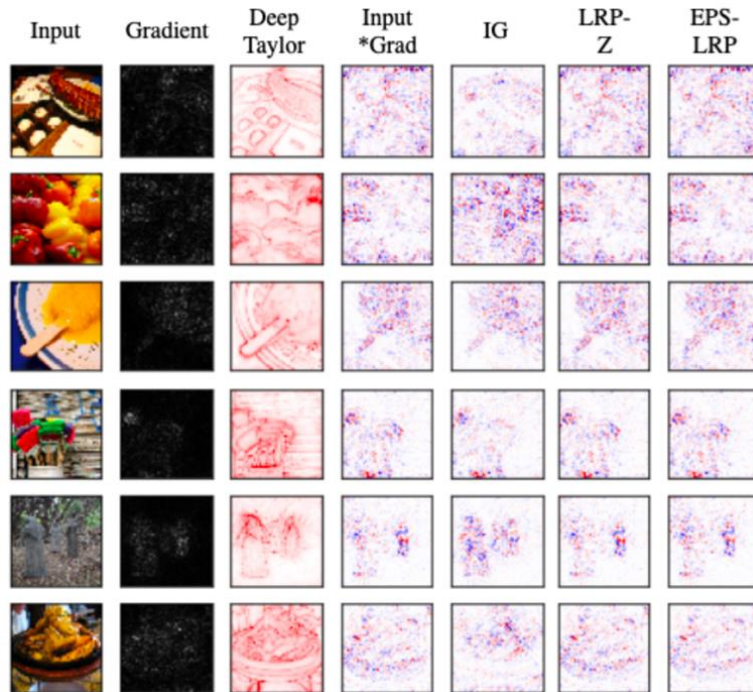 Input
Gradient
Deep
Taylor
Input
*Grad
IG
LRP-
Z
EPS-
LRP